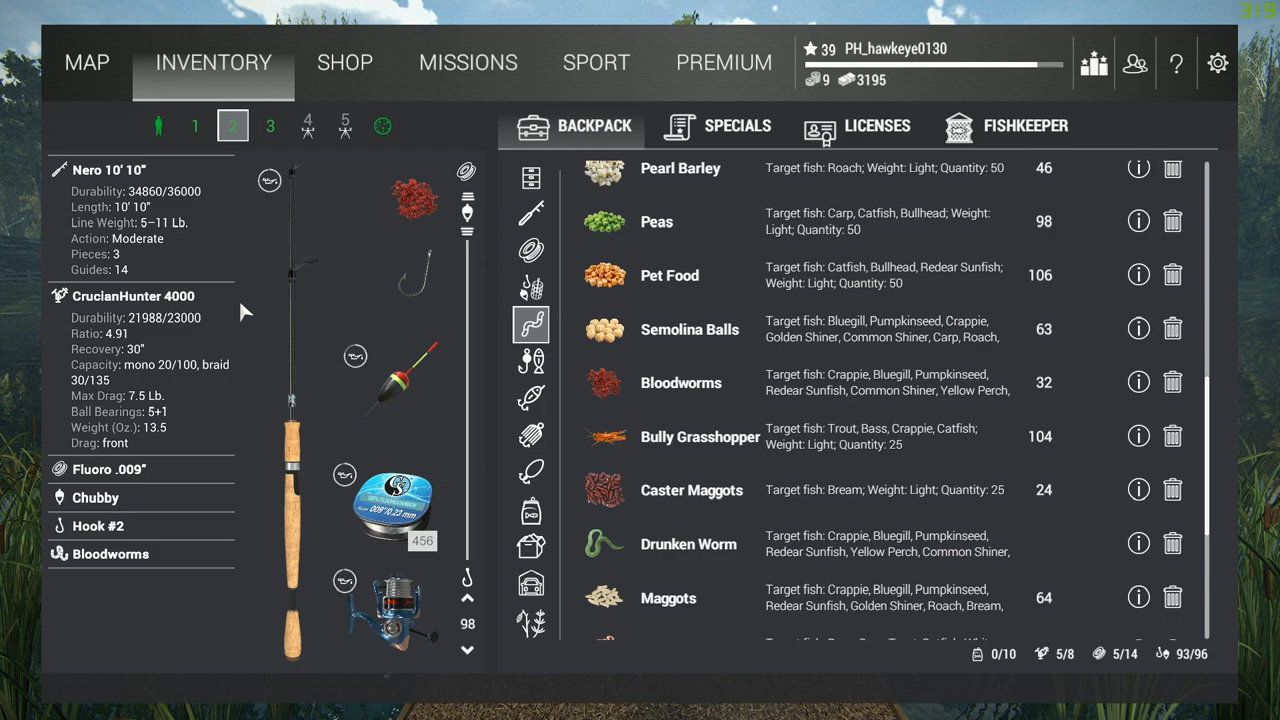 319
MAP INVENTORY SHOP MISSIONS SPORT PREMIUM
39 PH_hawkeye0130
9 3195
1 2 3 4 5
BACKPACK SPECIALS LICENSES FISHKEEPER
Nero 10' 10"
Durability: 34860/36000
Length: 10' 10"
Line Weight: 5–11 Lb.
Action: Moderate
Pieces: 3
Guides: 14
CrucianHunter 4000
Durability: 21988/23000
Ratio: 4.91
Recovery: 30"
Capacity: mono 20/100, braid
30/135
Max Drag: 7.5 Lb.
Ball Bearings: 5+1
Weight (Oz.): 13.5
Drag: front
Fluoro .009"
Chubby
Hook #2
Bloodworms
456
98
Pearl Barley Target fish: Roach; Weight: Light; Quantity: 50 46
Peas Target fish: Carp, Catfish, Bullhead; Weight:
Light; Quantity: 50 98
Pet Food Target fish: Catfish, Bullhead, Redear Sunfish;
Weight: Light; Quantity: 50 106
Semolina Balls Target fish: Bluegill, Pumpkinseed, Crappie,
Golden Shiner, Common Shiner, Carp, Roach, 63
Bloodworms Target fish: Crappie, Bluegill, Pumpkinseed,
Redear Sunfish, Common Shiner, Yellow Perch, 32
Bully Grasshopper Target fish: Trout, Bass, Crappie, Catfish;
Weight: Light; Quantity: 25 104
Caster Maggots Target fish: Bream; Weight: Light; Quantity: 25 24
Drunken Worm Target fish: Crappie, Bluegill, Pumpkinseed,
Redear Sunfish, Yellow Perch, Common Shiner,
Maggots Target fish: Crappie, Bluegill, Pumpkinseed,
Redear Sunfish, Golden Shiner, Roach, Bream, 64
0/10 5/8 5/14 93/96